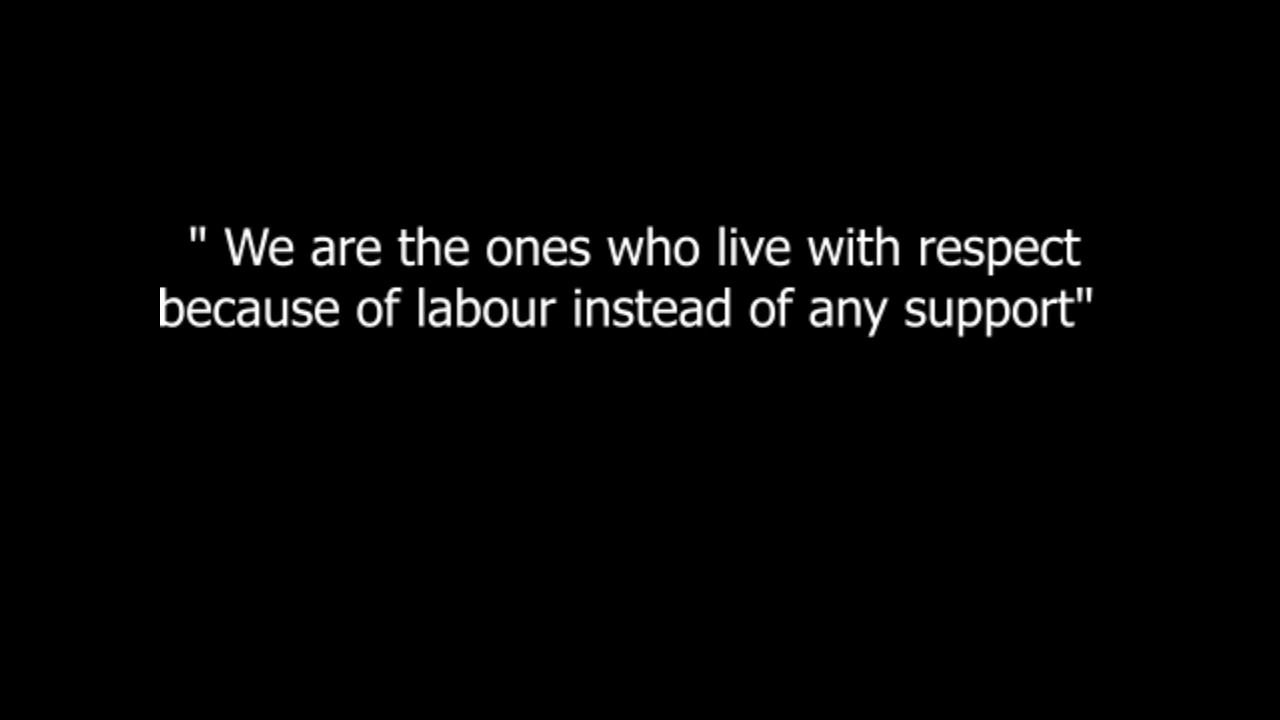 " We are the ones who live with respect
because of labour instead of any support"